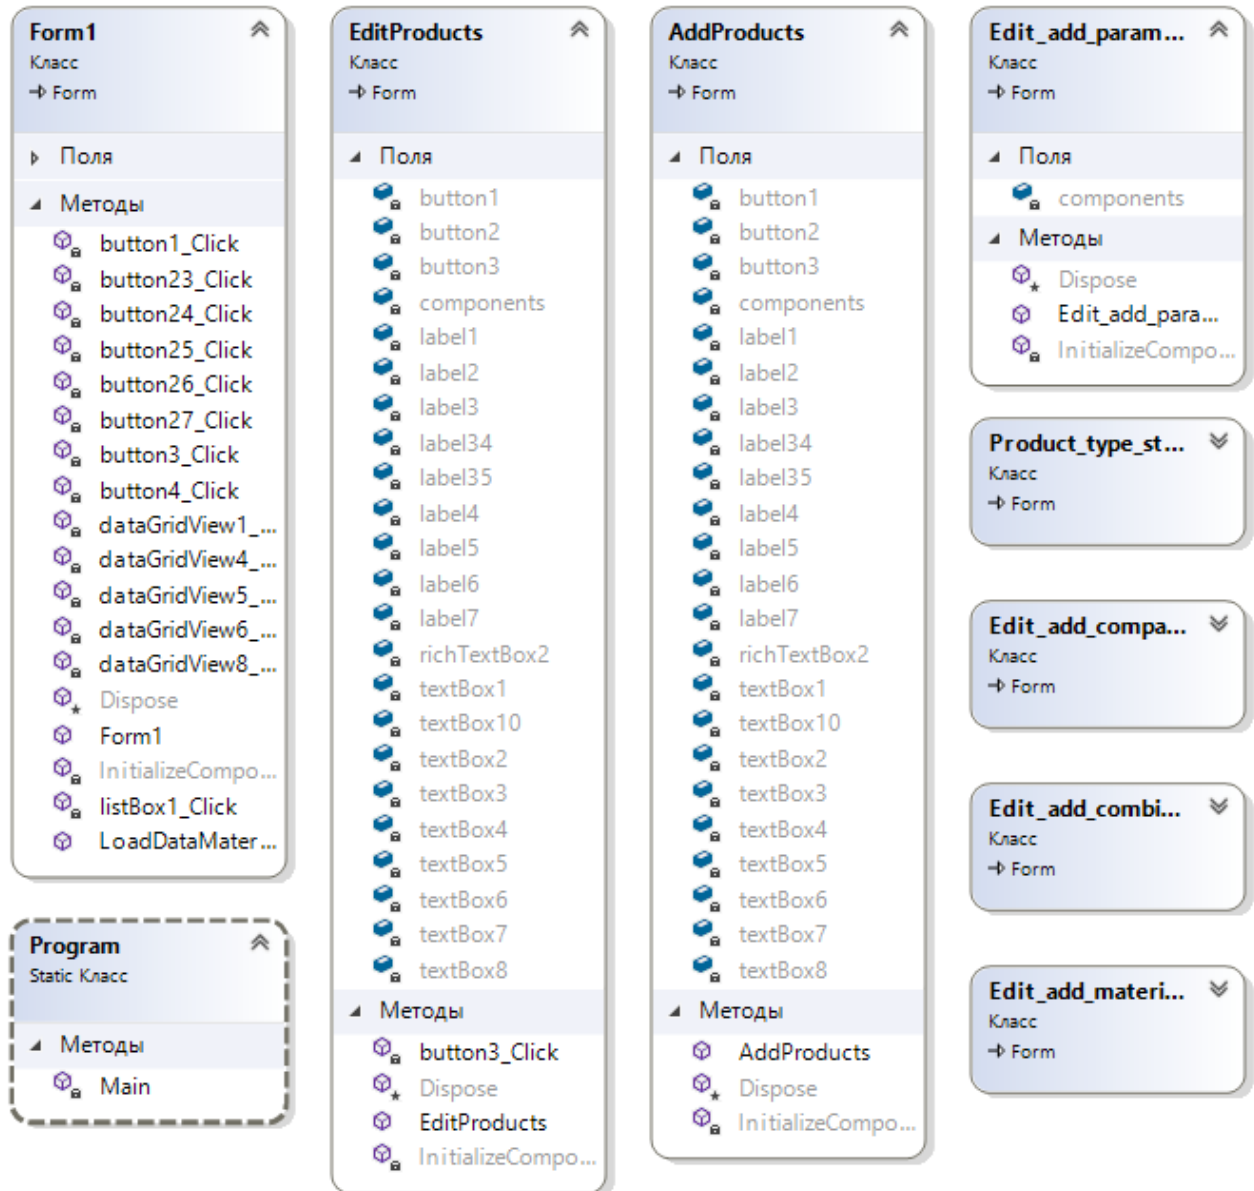 Form1
Класс
Form
Поля
Методы
button1_Click
button23_Click
button24_Click
button25_Click
button26_Click
button27_Click
button3_Click
button4_Click
dataGridView1_...
dataGridView4_...
dataGridView5_...
dataGridView6_...
dataGridView8_...
Dispose
Form1
InitializeCompo...
listBox1_Click
LoadDataMater...
Program
Static Класс
Методы
Main
EditProducts
Класс
Form
Поля
button1
button2
button3
components
label1
label2
label3
label34
label35
label4
label5
label6
label7
richTextBox2
textBox1
textBox10
textBox2
textBox3
textBox4
textBox5
textBox6
textBox7
textBox8
Методы
button3_Click
Dispose
EditProducts
InitializeCompo...
AddProducts
Класс
Form
Поля
button1
button2
button3
components
label1
label2
label3
label34
label35
label4
label5
label6
label7
richTextBox2
textBox1
textBox10
textBox2
textBox3
textBox4
textBox5
textBox6
textBox7
textBox8
Методы
AddProducts
Dispose
InitializeCompo...
Edit_add_param...
Класс
Form
Поля
components
Методы
Dispose
Edit_add_para...
InitializeCompo...
Product_type_st...
Класс
Form
Edit_add_compa...
Класс
Form
Edit_add_combi...
Класс
Form
Edit_add_materi...
Класс
Form